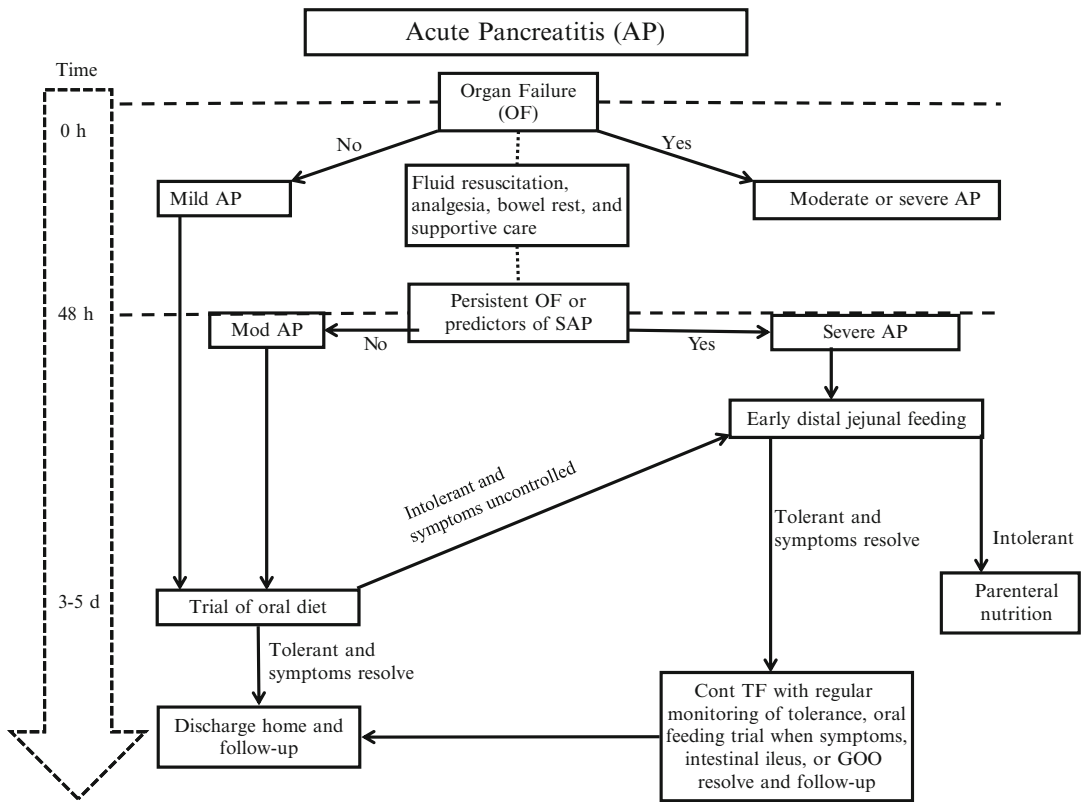 Acute Pancreatitis (AP)
Time
Organ Failure
(OF)
0 h
No
Yes
Mild AP
Fluid resuscitation,
analgesia, bowel rest, and
supportive care
Moderate or severe AP
48 h
Persistent OF or
predictors of SAP
Mod AP
No
Yes
Severe AP
Early distal jejunal feeding
Intolerant and
symptoms uncontrolled
Tolerant and
symptoms resolve
Intolerant
3-5 d
Trial of oral diet
Parenteral
nutrition
Tolerant and
symptoms resolve
Discharge home and
follow-up
Cont TF with regular
monitoring of tolerance, oral
feeding trial when symptoms,
intestinal ileus, or GOO
resolve and follow-up